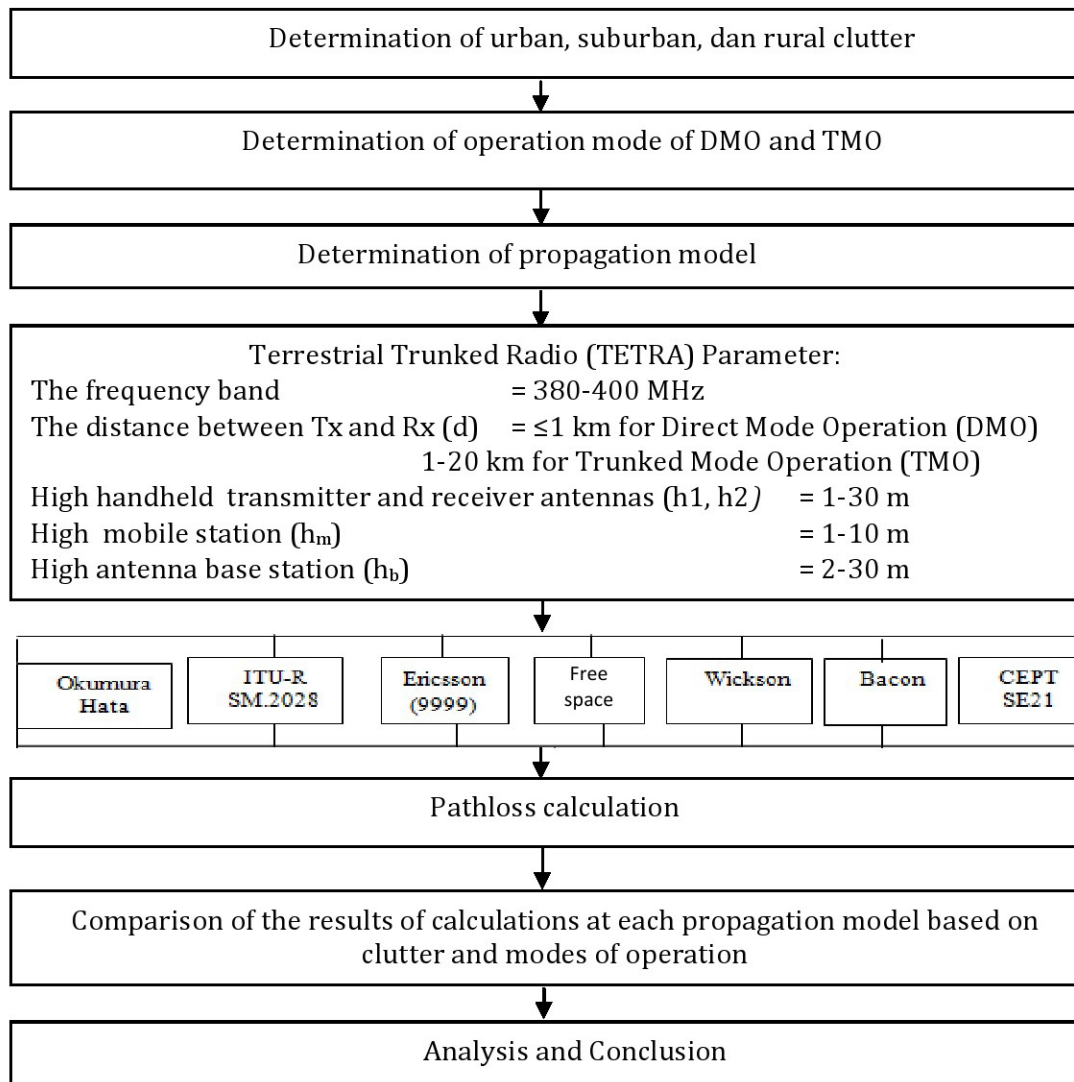 Determination of urban, suburban, dan rural clutter
Determination of operation mode of DMO and TMO
Determination of propagation model
Terrestrial Trunked Radio (TETRA) Parameter:
The frequency band = 380-400 MHz
The distance between Tx and Rx (d) = ≤1 km for Direct Mode Operation (DMO)
1-20 km for Trunked Mode Operation (TMO)
High handheld transmitter and receiver antennas (h1, h2) = 1-30 m
High mobile station (hm) = 1-10 m
High antenna base station (hb) = 2-30 m
Okumura
Hata
ITU-R
SM.2028
Ericsson
(9999)
Free
space
Wickson
Bacon
CEPT
SE21
Pathloss calculation
Comparison of the results of calculations at each propagation model based on
clutter and modes of operation
Analysis and Conclusion